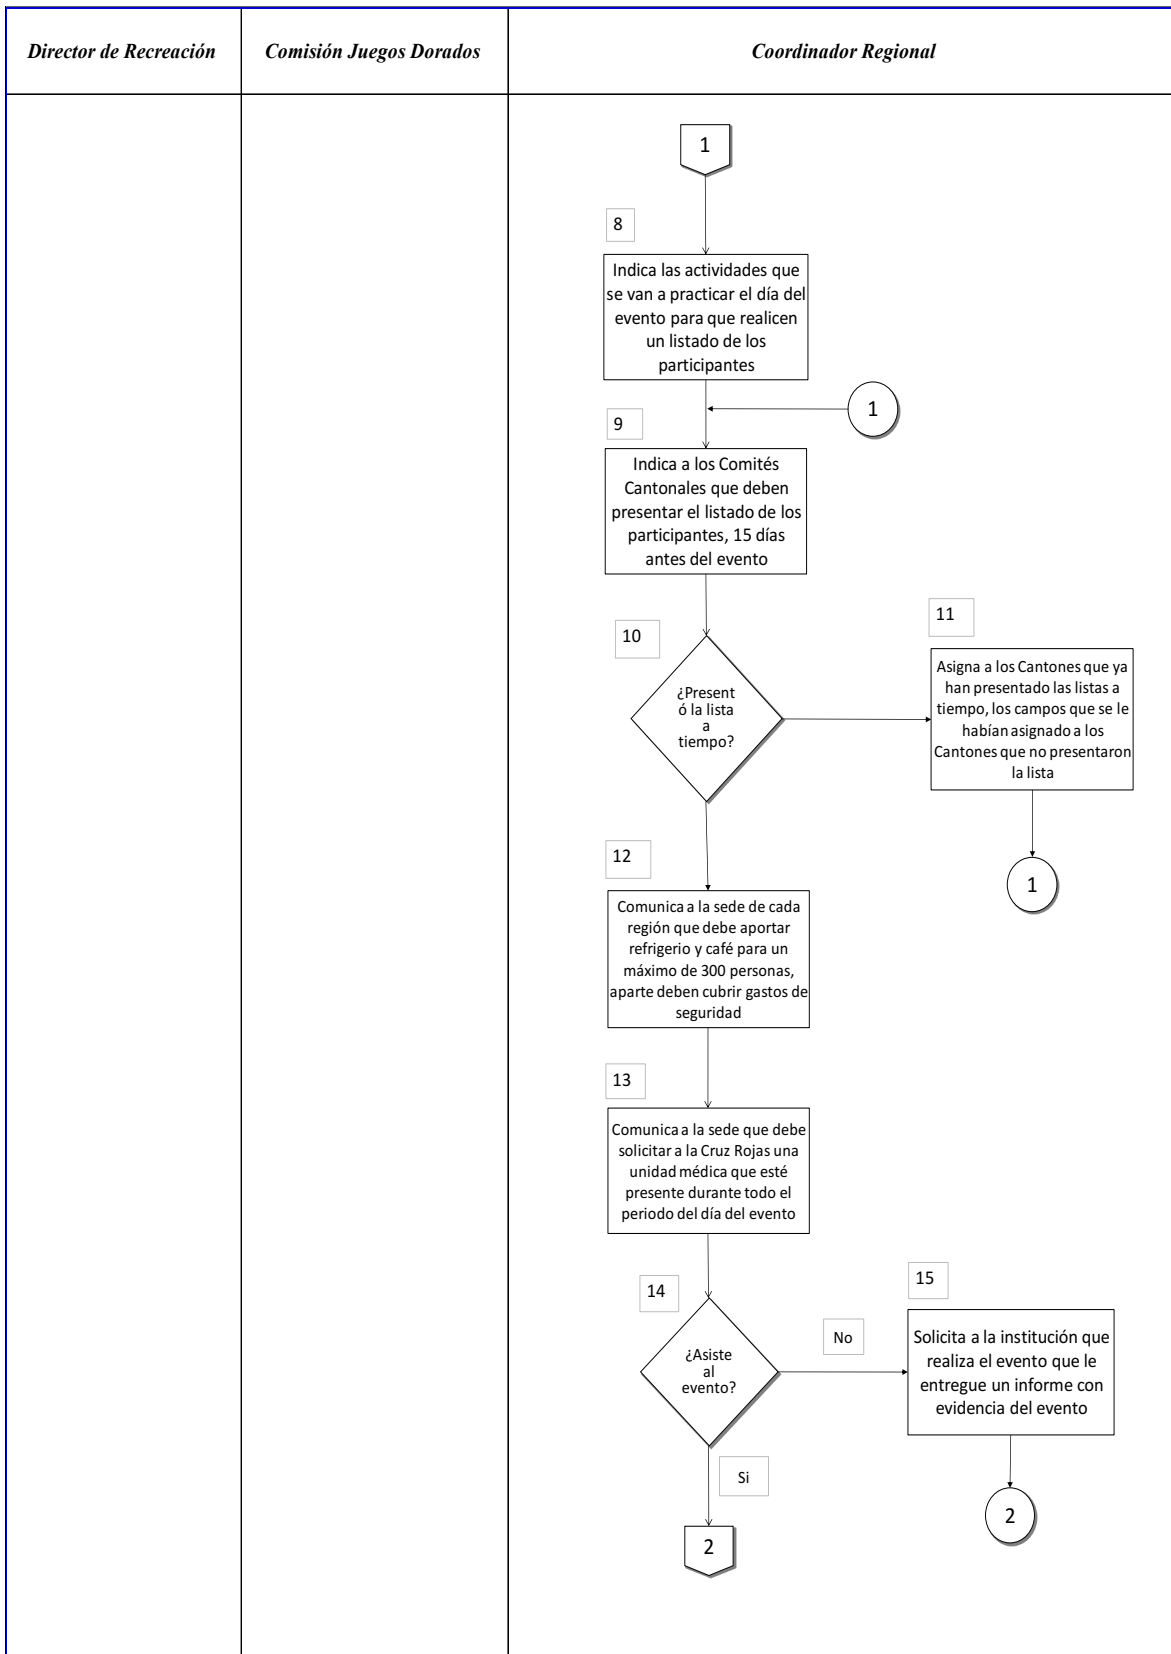 Director de Recreación
Comisión Juegos Dorados
Coordinador Regional
1
8
Indica las actividades que
se van a practicar el día del
evento para que realicen
un listado de los
participantes
1
9
Indica a los Comités
Cantonales que deben
presentar el listado de los
participantes, 15 días
antes del evento
10
¿Present
ó la lista
a
tiempo?
11
Asigna a los Cantones que ya
han presentado las listas a
tiempo, los campos que se le
habían asignado a los
Cantones que no presentaron
la lista
1
12
Comunica a la sede de cada
región que debe aportar
refrigerio y café para un
máximo de 300 personas,
aparte deben cubrir gastos de
seguridad
13
Comunica a la sede que debe
solicitar a la Cruz Rojas una
unidad médica que esté
presente durante todo el
periodo del día del evento
14
¿Asiste
al
evento?
No
15
Solicita a la institución que
realiza el evento que le
entregue un informe con
evidencia del evento
Si
2
2